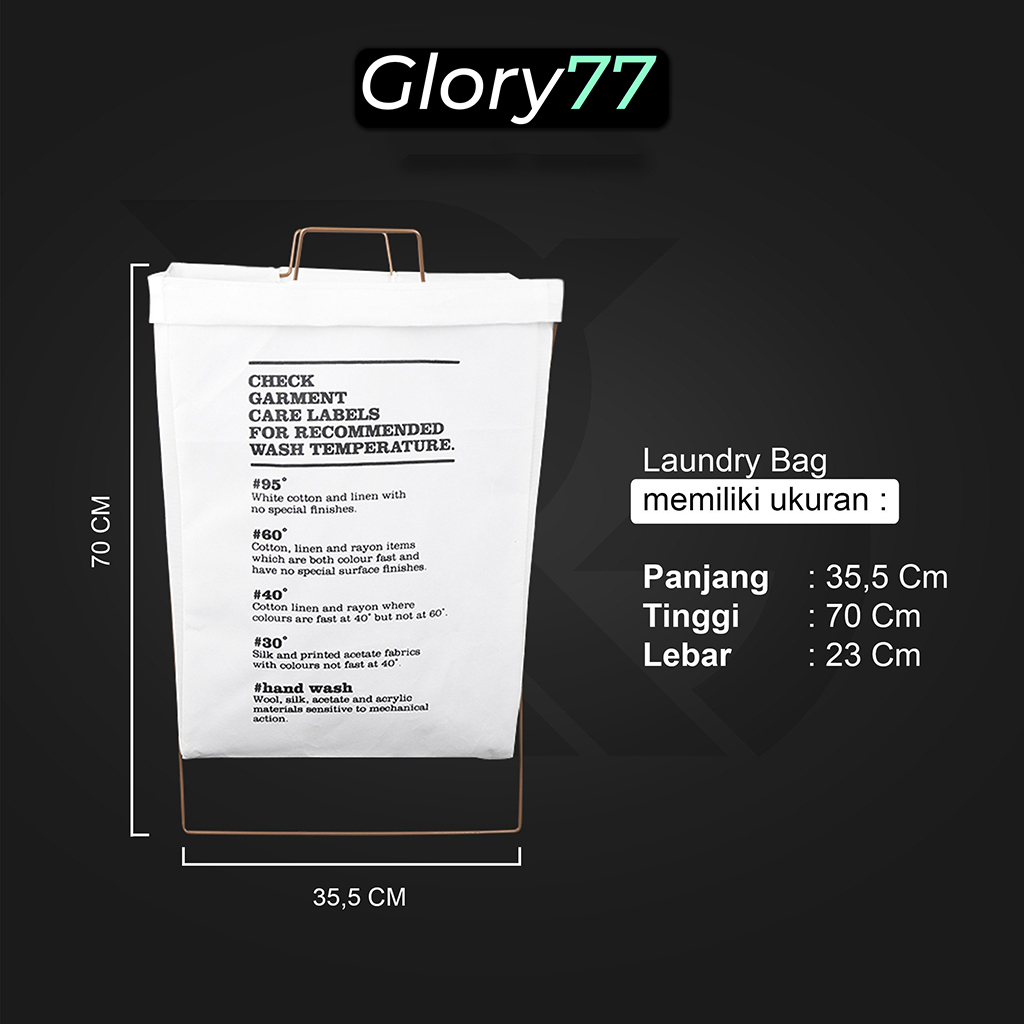 Glory77
CHECK
GARMENT
CARE LABELS
FOR RECOMMENDED
WASH TEMPERATURE.
#95°
White cotton and linen with
no special finishes.
#60°
Cotton, linen and rayon items
which are both colour fast and
have no special surface finishes.
#40°
Cotton linen and rayon where
colours are fast at 40° but not at 60°.
#30°
Silk and printed acetate fabrics
with colours not fast at 40°.
#hand wash
Wool, silk, acetate and acrylic
materials sensitive to mechanical
action.
70 CM
35,5 CM
Laundry Bag
memiliki ukuran :
Panjang : 35,5 Cm
Tinggi : 70 Cm
Lebar : 23 Cm